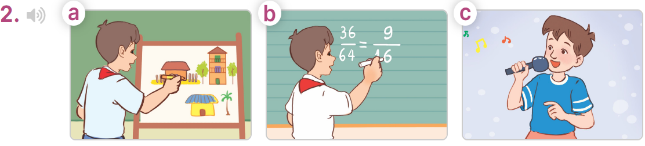 2. a b c
36 9
— = —
64 16